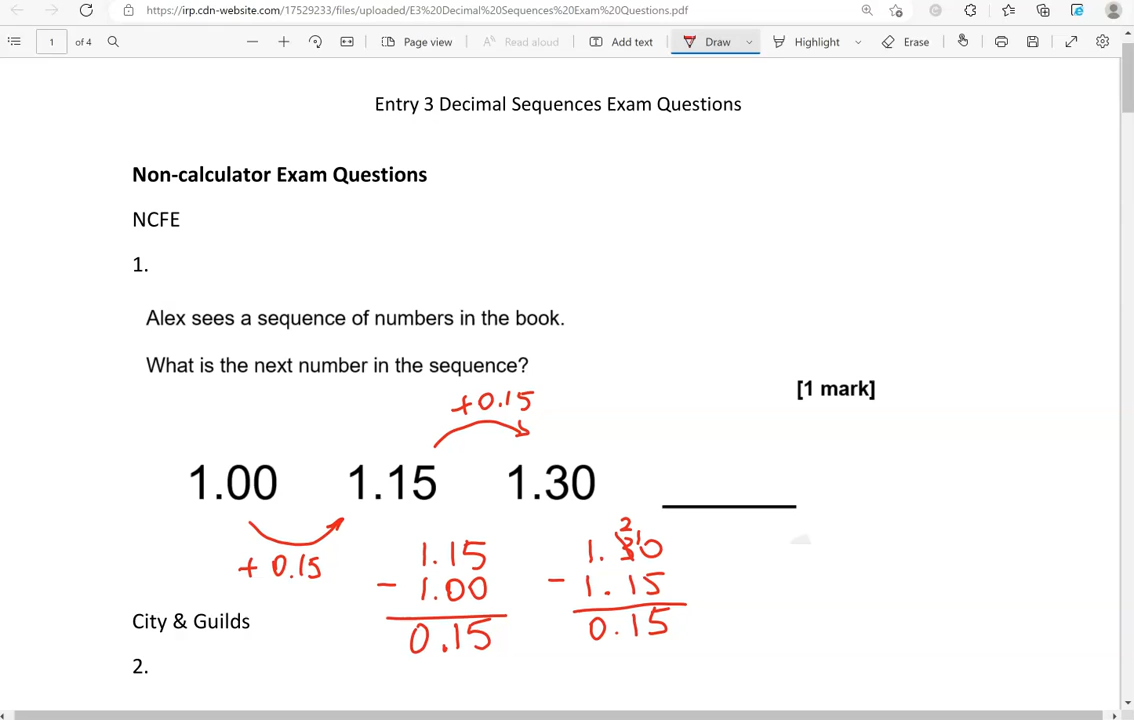 https://irp.cdn-website.com/17529233/files/uploaded/E3%20Decimal%20Sequences%20Exam%20Questions.pdf
1 of 4 Page view Read aloud Add text Draw Highlight Erase
Entry 3 Decimal Sequences Exam Questions
Non-calculator Exam Questions
NCFE
1.
Alex sees a sequence of numbers in the book.
What is the next number in the sequence?
[1 mark]
+0.15
1.00 1.15 1.30
+ 0.15
1.15
- 1.00
0.15
2 1
1.30
- 1.15
0.15
City & Guilds
2.